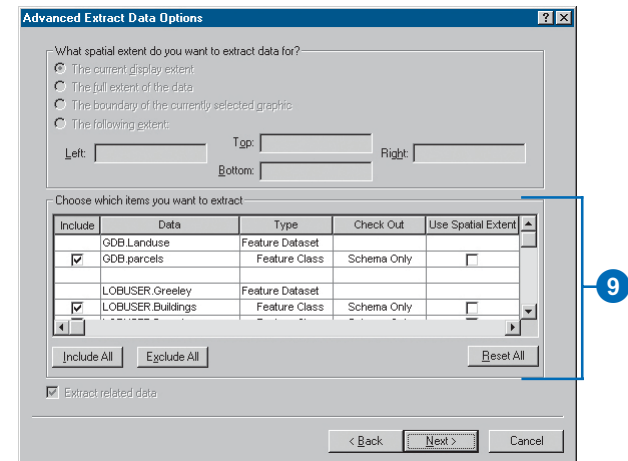 Advanced Extract Data Options
What spatial extent do you want to extract data for?
The current display extent
The full extent of the data
The boundary of the currently selected graphic
The following extent:
Left:
Top:
Bottom:
Right:
Choose which items you want to extract
Include Data Type Check Out Use Spatial Extent
GDB.Landuse Feature Dataset
GDB.parcels Feature Class Schema Only
LOBUSER.Greeley Feature Dataset
LOBUSER.Buildings Feature Class Schema Only
9
Include All Exclude All Reset All
Extract related data
< Back Next > Cancel